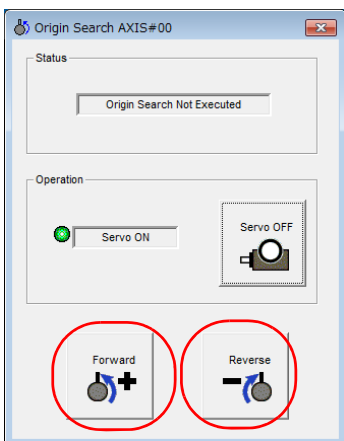 Origin Search AXIS#00
Status
Origin Search Not Executed
Operation
Servo ON
Servo OFF
Forward
Reverse